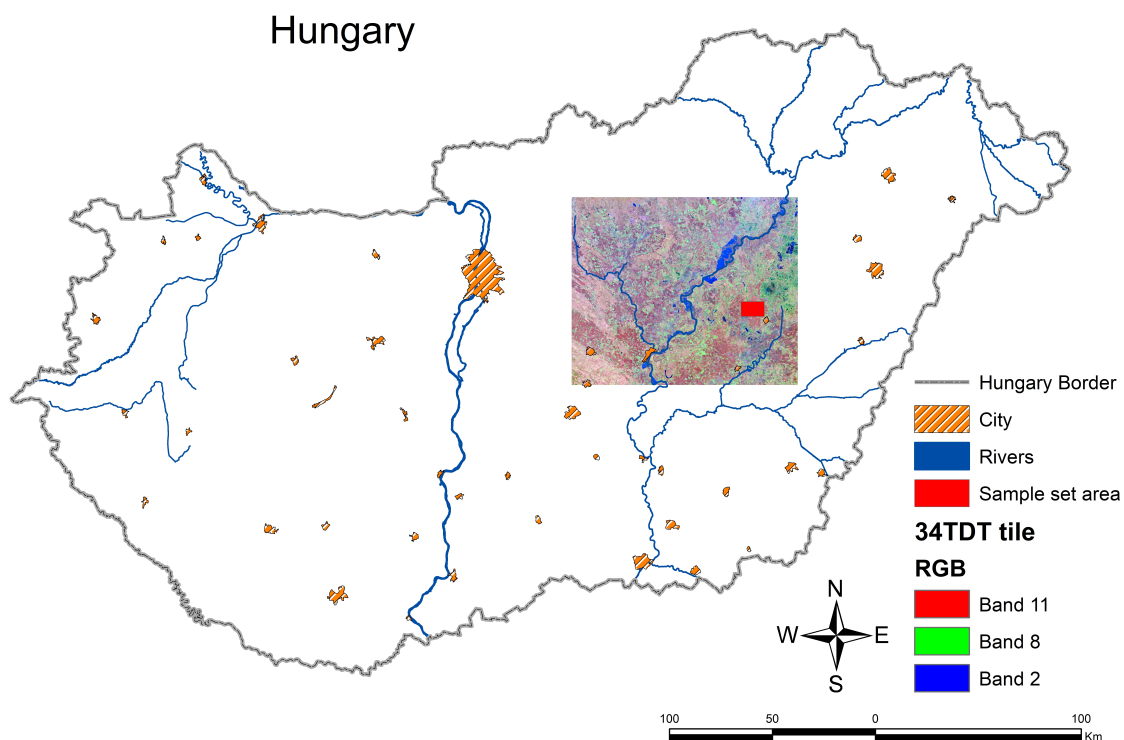 Hungary
Hungary Border
City
Rivers
Sample set area
34TDT tile
RGB
Band 11
Band 8
Band 2
N
W E
S
100 50 0 100
Km